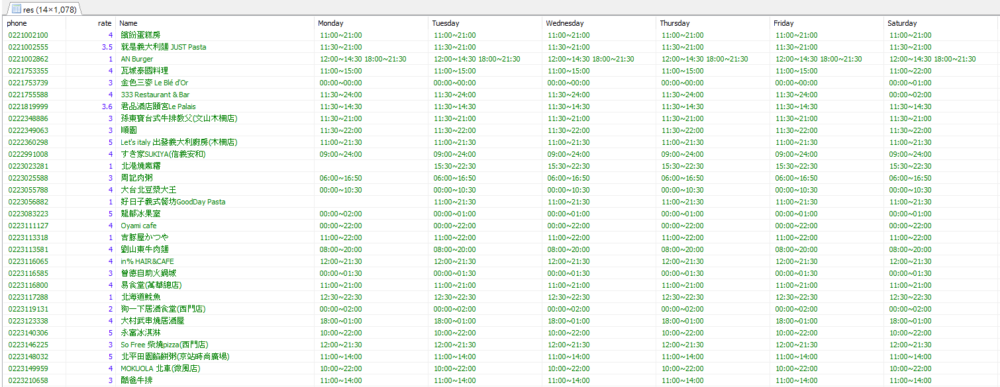 res (14×1,078)
phone rate Name Monday Tuesday Wednesday Thursday Friday Saturday
0221002100 4 繽紛蛋糕房 11:00~21:00 11:00~21:00 11:00~21:00 11:00~21:00 11:00~21:00 11:00~21:00
0221002555 3.5 就是義大利麵 JUST Pasta 11:30~21:00 11:30~21:00 11:30~21:00 11:30~21:00 11:30~21:00 11:30~21:00
0221002862 1 AN Burger 12:00~14:30 18:00~21:30 12:00~14:30 18:00~21:30 12:00~14:30 18:00~21:30 12:00~14:30 18:00~21:30 12:00~14:30 18:00~21:30 12:00~14:30 18:00~21:30
0221753355 4 瓦城泰國料理 11:00~15:00 11:00~15:00 11:00~15:00 11:00~15:00 11:00~15:00 11:00~22:00
0221753739 3 金色三麥 Le Blé d'Or 00:00~00:00 00:00~00:00 00:00~00:00 00:00~00:00 00:00~00:00 00:00~01:00
0221755588 4 333 Restaurant & Bar 11:30~24:00 11:30~24:00 11:30~24:00 11:30~24:00 11:30~24:00 00:00~02:00
0221819999 3.6 君品酒店頤宮Le Palais 11:30~14:30 11:30~14:30 11:30~14:30 11:30~14:30 11:30~14:30 11:30~14:30
0222348886 3 孫東寶台式牛排教父(文山木柵店) 11:30~21:00 11:30~21:00 11:30~21:00 11:30~21:00 11:30~21:00 11:30~21:00
0222349063 3 順園 11:30~22:00 11:30~22:00 11:30~22:00 11:30~22:00 11:30~22:00 11:30~22:00
0222360298 5 Let's italy 出發義大利廚房(木柵店) 11:00~21:30 11:00~21:30 11:00~21:30 11:00~21:30 11:00~21:30 11:00~21:30
0222991008 4 すき家SUKIYA(信義安和) 09:00~24:00 09:00~24:00 09:00~24:00 09:00~24:00 09:00~24:00 09:00~24:00
0223023281 1 北港燒麻糬 15:30~22:30 15:30~22:30 15:30~22:30 15:30~22:30 15:30~22:30
0223025588 3 周記肉粥 06:00~16:50 06:00~16:50 06:00~16:50 06:00~16:50 06:00~16:50 06:00~16:50
0223055788 4 大台北豆漿大王 00:00~10:30 00:00~10:30 00:00~10:30 00:00~10:30 00:00~10:30 00:00~10:30
0223056882 1 好日子義式餐坊GoodDay Pasta 11:00~21:30 11:00~21:30 11:00~21:30 11:00~21:30 11:00~21:30
0223083223 5 龍都冰果室 00:00~02:00 00:00~01:00 00:00~01:00 00:00~01:00 00:00~01:00 00:00~01:00
0223111127 4 Oyami cafe 00:00~22:00 00:00~22:00 00:00~22:00 00:00~22:00 00:00~22:00 00:00~22:00
0223113318 1 吉豚屋かつや 11:00~22:00 11:00~22:00 11:00~22:00 11:00~22:00 11:00~22:00 11:00~22:00
0223113581 4 劉山東牛肉麵 08:00~20:00 08:00~20:00 08:00~20:00 08:00~20:00 08:00~20:00 08:00~20:00
0223116065 4 in% HAIR&CAFE 12:00~21:30 12:00~21:30 12:00~21:30 12:00~21:30 12:00~21:30 12:00~21:30
0223116585 3 曾德自助火鍋城 00:00~01:30 00:00~01:30 00:00~01:30 00:00~01:30 00:00~01:30 00:00~01:30
0223116800 4 易食堂(萬華總店) 11:00~21:00 11:00~21:00 11:00~21:00 11:00~21:00 11:00~21:00 11:00~21:00
0223117288 1 北海道魷魚 12:30~22:30 12:30~22:30 12:30~22:30 12:30~22:30 12:30~22:30 12:30~22:30
0223119131 2 狗一下居酒食堂(西門店) 00:00~02:00 00:00~02:00 00:00~02:00 00:00~02:00 00:00~02:00 00:00~02:00
0223123338 4 大村武串燒居酒屋 18:00~01:00 18:00~01:00 18:00~01:00 18:00~01:00 18:00~01:00 18:00~01:00
0223140306 5 永富冰淇淋 10:00~22:00 10:00~22:00 10:00~22:00 10:00~22:00 10:00~22:00 10:00~22:00
0223146225 3 So Free 柴燒pizza(西門店) 12:00~21:30 12:00~21:30 12:00~21:30 12:00~21:30 12:00~21:30 12:00~21:30
0223148032 5 北平田園餡餅粥(京站時尚廣場) 11:00~14:00 11:00~14:00 11:00~14:00 11:00~14:00 11:00~14:00 11:00~14:00
0223149959 4 MOKUOLA 北車(微風店) 10:00~22:00 10:00~22:00 10:00~22:00 10:00~22:00 10:00~22:00 10:00~22:00
0223210658 3 酷爸牛排 11:00~14:00 11:00~14:00 11:00~14:00 11:00~14:00 11:00~14:00 11:00~14:00